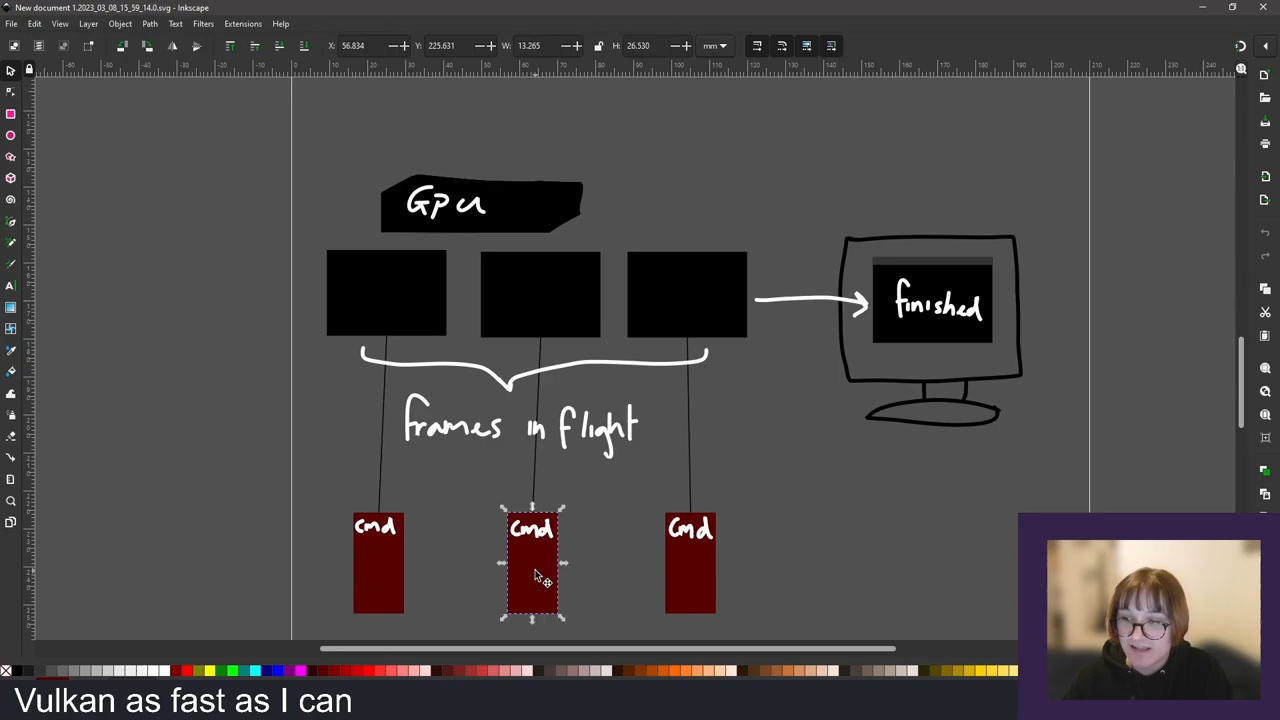 New document 1.2023_03_08_15_59_14.0.svg - Inkscape
File Edit View Layer Object Path Text Filters Extensions Help
X: 56.834 Y: 225.631 W: 13.265 H: 26.530 mm
GPU
finished
frames in flight
cmd cmd cmd
Vulkan as fast as I can